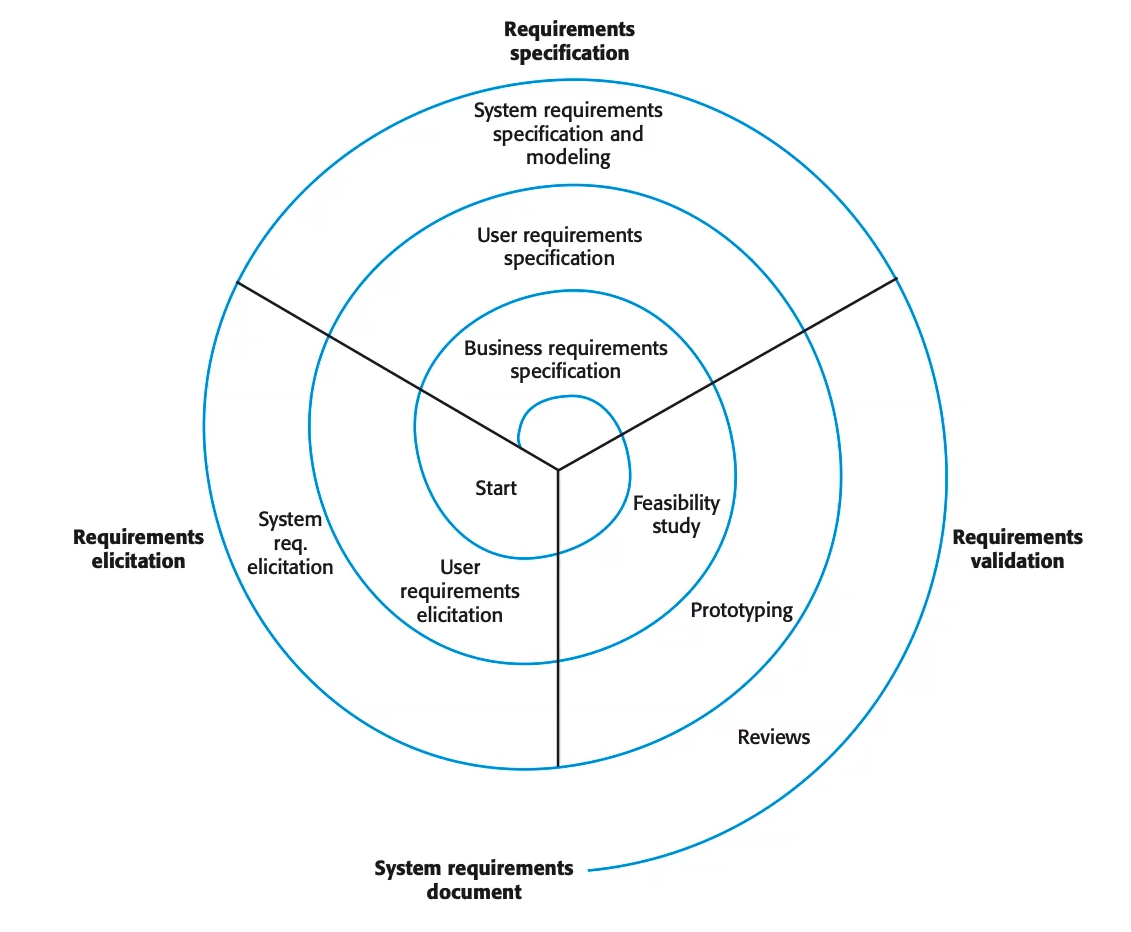 Requirements
specification
System requirements
specification and
modeling
User requirements
specification
Business requirements
specification
Start
Feasibility
study
System
req.
elicitation
Requirements
elicitation
Requirements
validation
User
requirements
elicitation
Prototyping
Reviews
System requirements
document